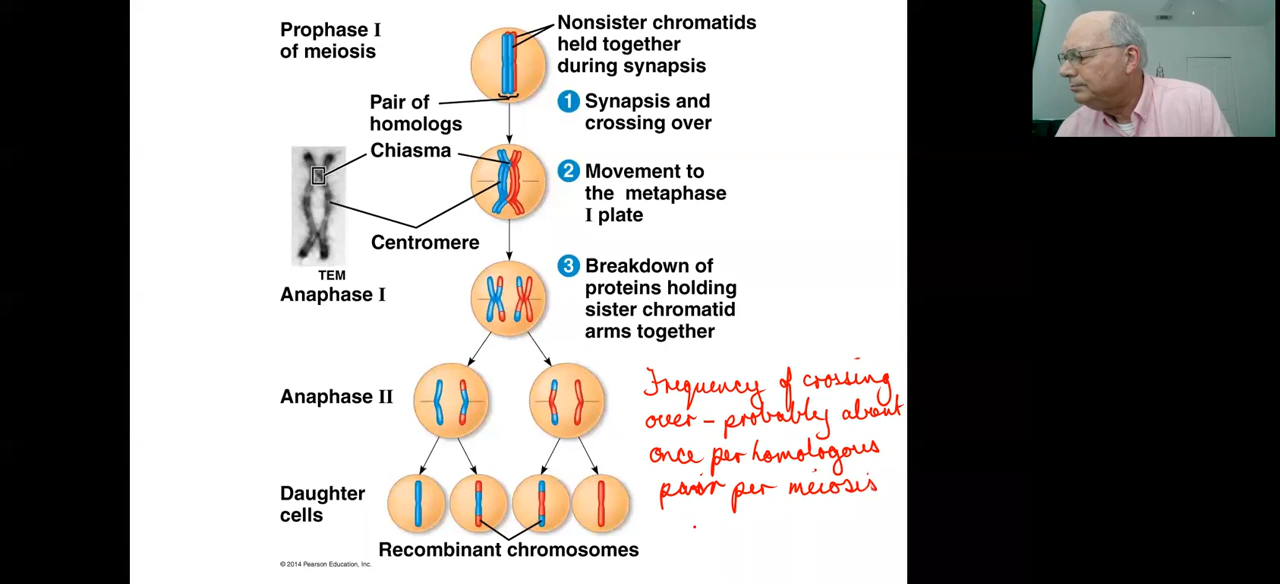 Prophase I
of meiosis
Nonsister chromatids
held together
during synapsis
Pair of
homologs
1 Synapsis and
crossing over
Chiasma
2 Movement to
the metaphase
I plate
Centromere
TEM
Anaphase I
3 Breakdown of
proteins holding
sister chromatid
arms together
Anaphase II
Frequency of crossing
over – probably about
once per homologous
pair per meiosis
Daughter
cells
Recombinant chromosomes
© 2014 Pearson Education, Inc.